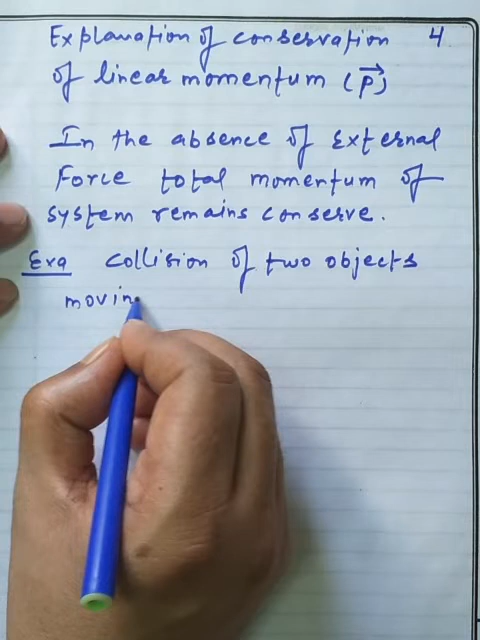 Explanation of conservation 4
of linear momentum (P⃗)
In the absence of External
Force total momentum of
system remains conserve.
Exa collision of two objects
movin